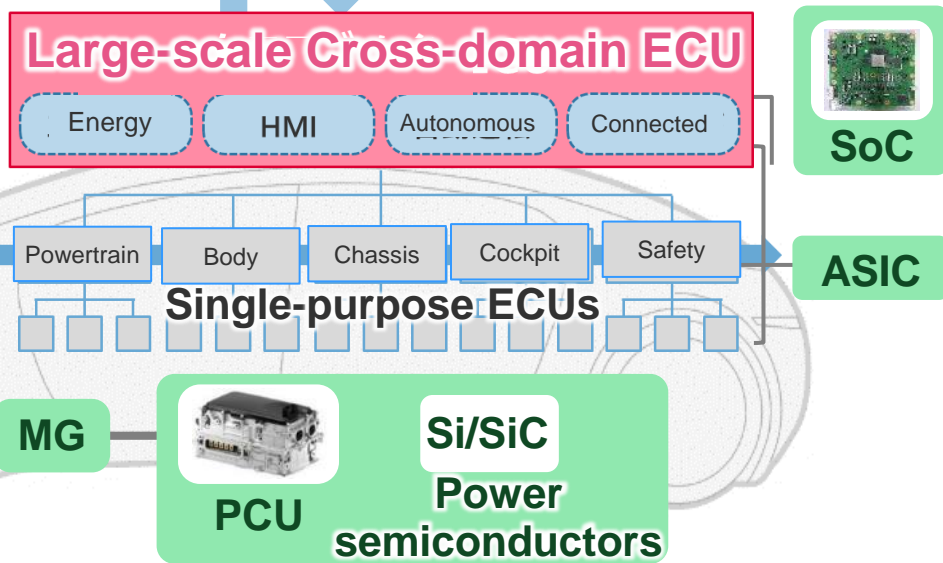 Large-scale Cross-domain ECU
Energy
HMI
Autonomous
Connected
SoC
Powertrain
Body
Chassis
Cockpit
Safety
ASIC
Single-purpose ECUs
MG
PCU
Si/SiC
Power
semiconductors